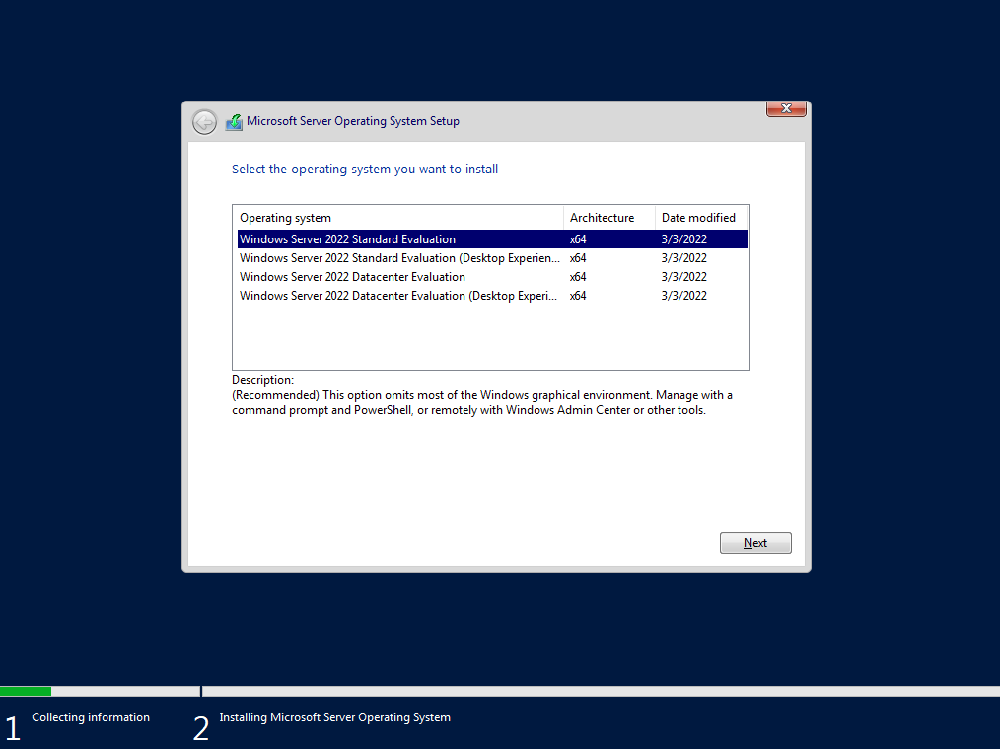 Microsoft Server Operating System Setup
Select the operating system you want to install
Operating system Architecture Date modified
Windows Server 2022 Standard Evaluation x64 3/3/2022
Windows Server 2022 Standard Evaluation (Desktop Experien... x64 3/3/2022
Windows Server 2022 Datacenter Evaluation x64 3/3/2022
Windows Server 2022 Datacenter Evaluation (Desktop Experi... x64 3/3/2022
Description:
(Recommended) This option omits most of the Windows graphical environment. Manage with a
command prompt and PowerShell, or remotely with Windows Admin Center or other tools.
Next
1 Collecting information 2 Installing Microsoft Server Operating System